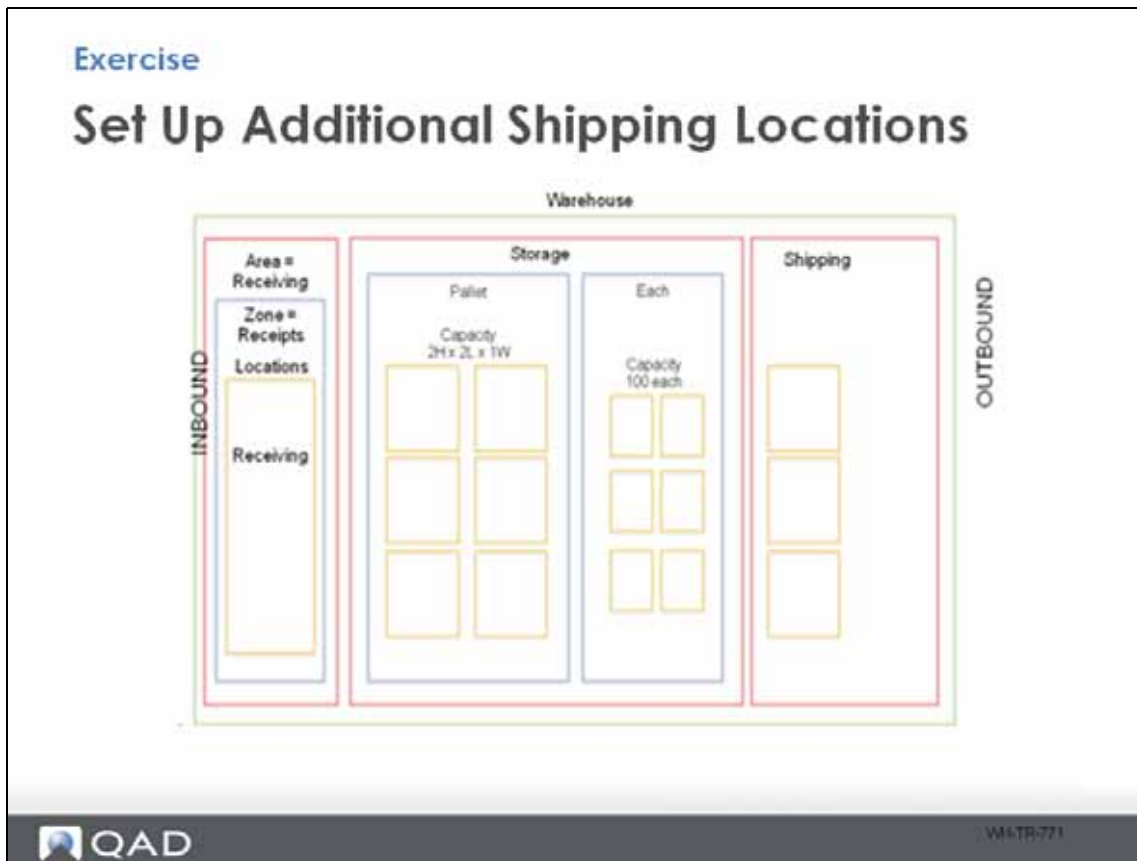 Exercise
Set Up Additional Shipping Locations
Warehouse
INBOUND
Area =
Receiving
Zone =
Receipts
Locations
Receiving
Storage
Pallet
Capacity
2H x 2L x 1W
Each
Capacity
100 each
Shipping
OUTBOUND
QAD
WH-TR-771